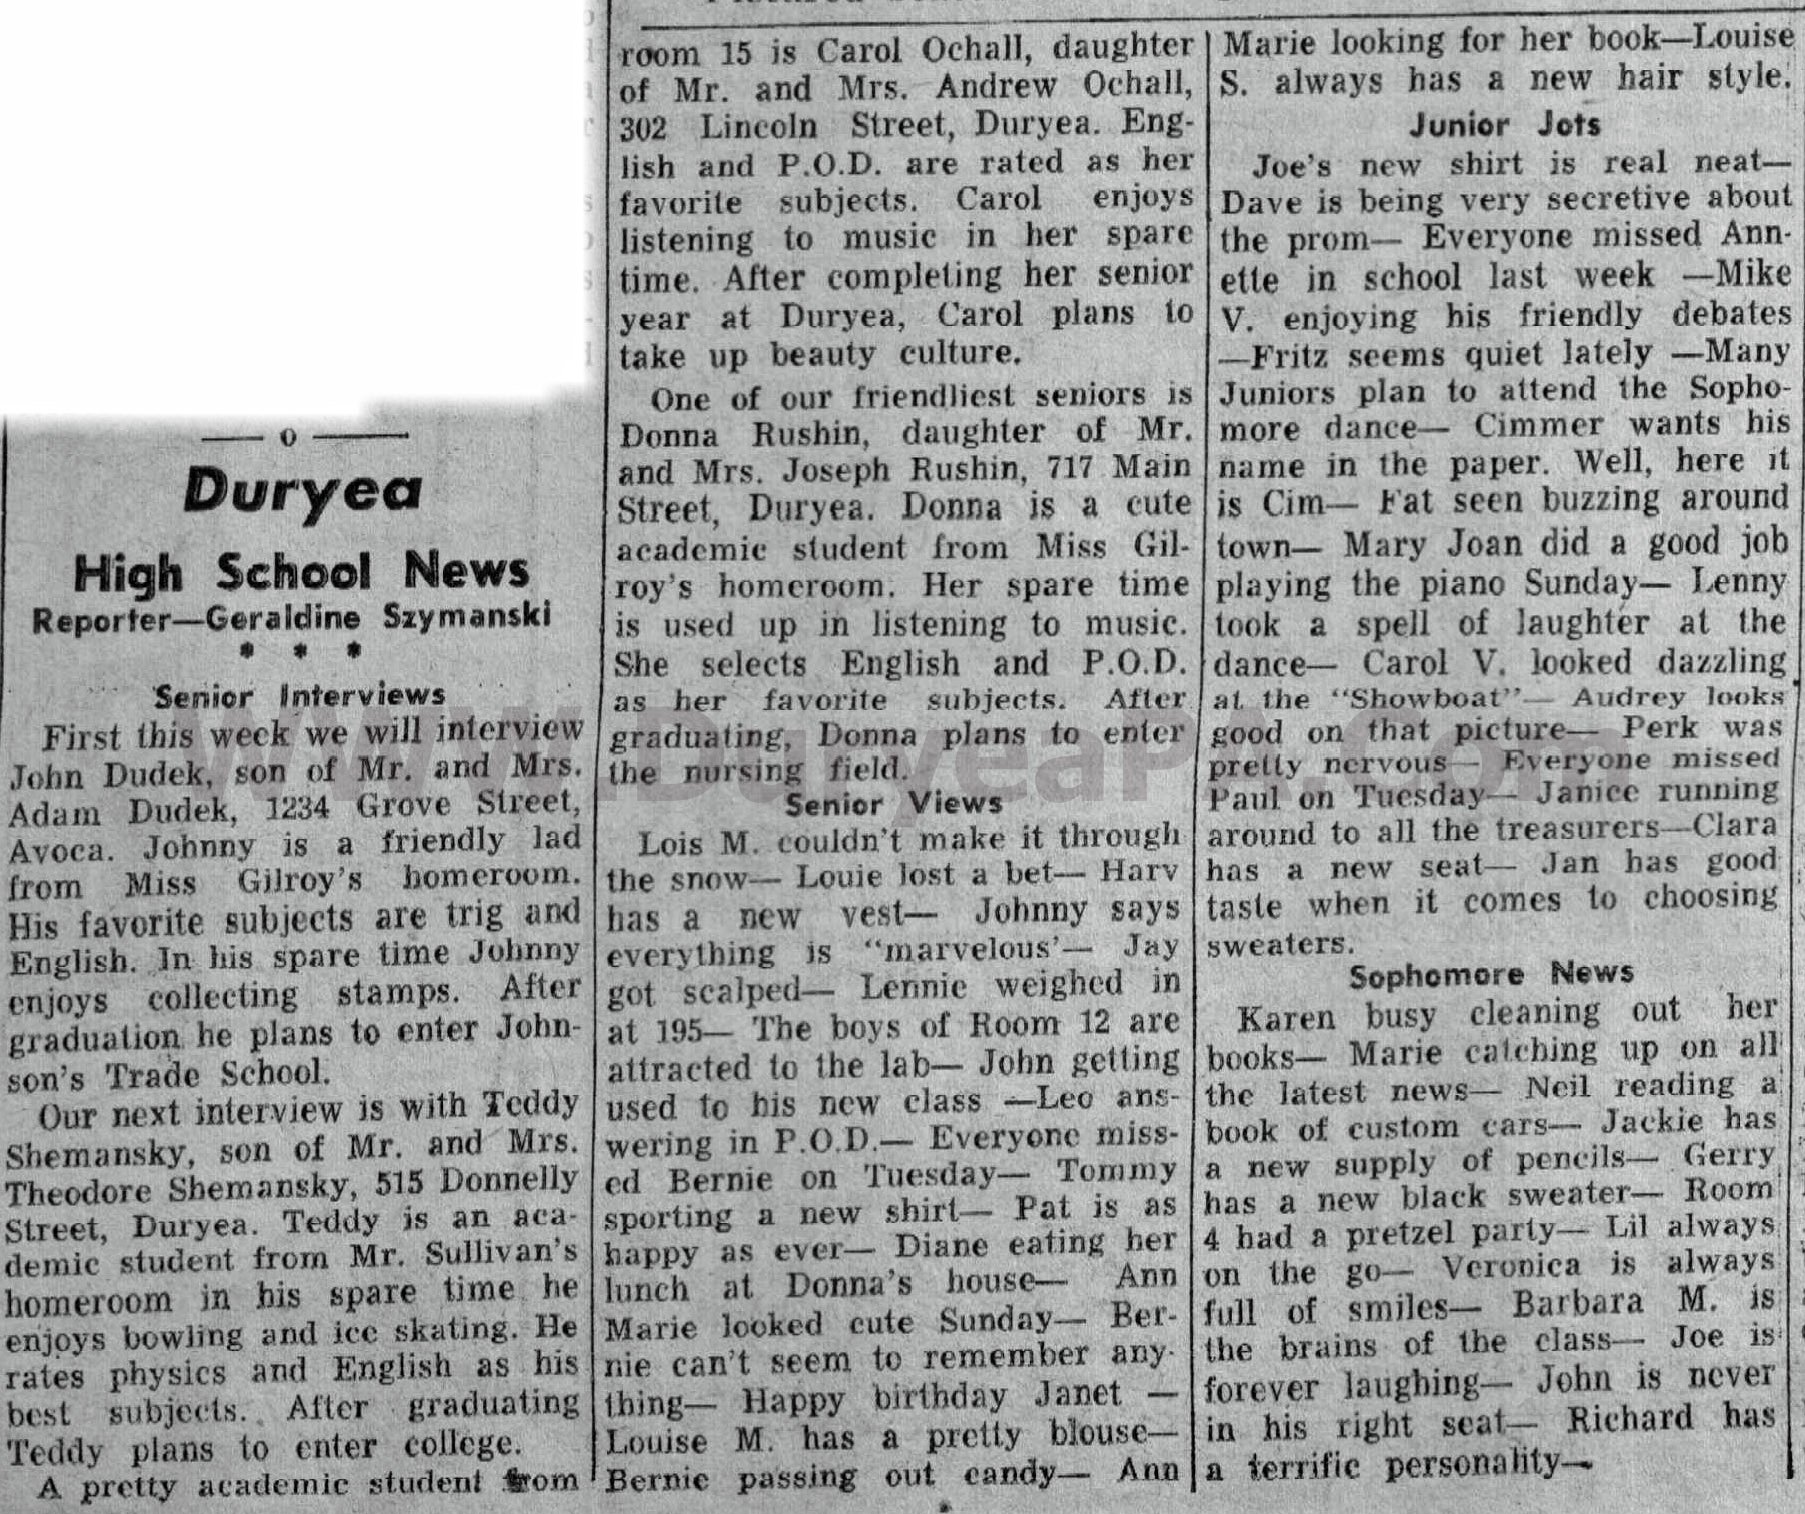 Duryea
High School News
Reporter—Geraldine Szymanski
* * *
Senior Interviews
First this week we will interview
John Dudek, son of Mr. and Mrs.
Adam Dudek, 1234 Grove Street,
Avoca. Johnny is a friendly lad
from Miss Gilroy's homeroom.
His favorite subjects are trig and
English. In his spare time Johnny
enjoys collecting stamps. After
graduation he plans to enter John-
son's Trade School.
Our next interview is with Teddy
Shemansky, son of Mr. and Mrs.
Theodore Shemansky, 515 Donnelly
Street, Duryea. Teddy is an aca-
demic student from Mr. Sullivan's
homeroom in his spare time he
enjoys bowling and ice skating. He
rates physics and English as his
best subjects. After graduating
Teddy plans to enter college.
A pretty academic student from
room 15 is Carol Ochall, daughter
of Mr. and Mrs. Andrew Ochall,
302 Lincoln Street, Duryea. Eng-
lish and P.O.D. are rated as her
favorite subjects. Carol enjoys
listening to music in her spare
time. After completing her senior
year at Duryea, Carol plans to
take up beauty culture.
One of our friendliest seniors is
Donna Rushin, daughter of Mr.
and Mrs. Joseph Rushin, 717 Main
Street, Duryea. Donna is a cute
academic student from Miss Gil-
roy's homeroom. Her spare time
is used up in listening to music.
She selects English and P.O.D.
as her favorite subjects. After
graduating, Donna plans to enter
the nursing field.
Senior Views
Lois M. couldn't make it through
the snow— Louie lost a bet— Harv
has a new vest— Johnny says
everything is "marvelous'— Jay
got scalped— Lennie weighed in
at 195— The boys of Room 12 are
attracted to the lab— John getting
used to his new class —Leo ans-
wering in P.O.D.— Everyone miss-
ed Bernie on Tuesday— Tommy
sporting a new shirt— Pat is as
happy as ever— Diane eating her
lunch at Donna's house— Ann
Marie looked cute Sunday— Ber-
nie can't seem to remember any-
thing— Happy birthday Janet —
Louise M. has a pretty blouse—
Bernie passing out candy— Ann
Marie looking for her book—Louise
S. always has a new hair style.
Junior Jots
Joe's new shirt is real neat—
Dave is being very secretive about
the prom— Everyone missed Ann-
ette in school last week —Mike
V. enjoying his friendly debates
—Fritz seems quiet lately —Many
Juniors plan to attend the Sopho-
more dance— Cimmer wants his
name in the paper. Well, here it
is Cim— Fat seen buzzing around
town— Mary Joan did a good job
playing the piano Sunday— Lenny
took a spell of laughter at the
dance— Carol V. looked dazzling
at the "Showboat"— Audrey looks
good on that picture— Perk was
pretty nervous— Everyone missed
Paul on Tuesday— Janice running
around to all the treasurers—Clara
has a new seat— Jan has good
taste when it comes to choosing
sweaters.
Sophomore News
Karen busy cleaning out her
books— Marie catching up on all
the latest news— Neil reading a
book of custom cars— Jackie has
a new supply of pencils— Gerry
has a new black sweater— Room
4 had a pretzel party— Lil always
on the go— Veronica is always
full of smiles— Barbara M. is
the brains of the class— Joe is
forever laughing— John is never
in his right seat— Richard has
a terrific personality—
www.DuryeaPA.com